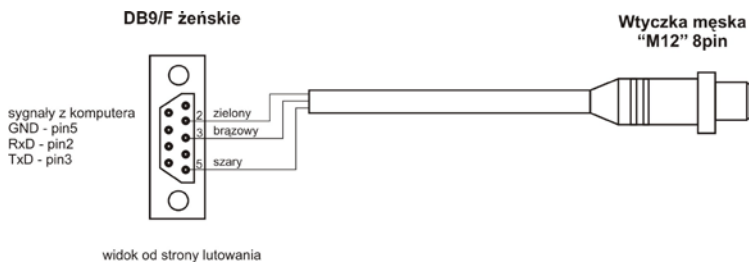 DB9/F żeńskie
Wtyczka męska
“M12” 8pin
sygnały z komputera
GND - pin5
RxD - pin2
TxD - pin3
2 zielony
3 brązowy
5 szary
widok od strony lutowania